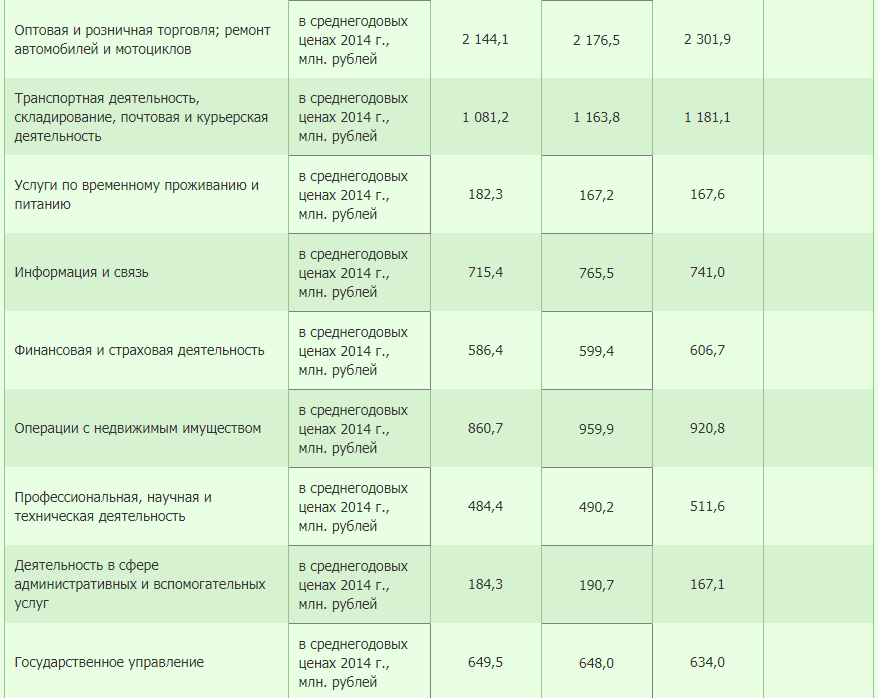 Оптовая и розничная торговля; ремонт
автомобилей и мотоциклов
в среднегодовых
ценах 2014 г.,
млн. рублей
2 144,1
2 176,5
2 301,9
Транспортная деятельность,
складирование, почтовая и курьерская
деятельность
в среднегодовых
ценах 2014 г.,
млн. рублей
1 081,2
1 163,8
1 181,1
Услуги по временному проживанию и
питанию
в среднегодовых
ценах 2014 г.,
млн. рублей
182,3
167,2
167,6
Информация и связь
в среднегодовых
ценах 2014 г.,
млн. рублей
715,4
765,5
741,0
Финансовая и страховая деятельность
в среднегодовых
ценах 2014 г.,
млн. рублей
586,4
599,4
606,7
Операции с недвижимым имуществом
в среднегодовых
ценах 2014 г.,
млн. рублей
860,7
959,9
920,8
Профессиональная, научная и
техническая деятельность
в среднегодовых
ценах 2014 г.,
млн. рублей
484,4
490,2
511,6
Деятельность в сфере
административных и вспомогательных
услуг
в среднегодовых
ценах 2014 г.,
млн. рублей
184,3
190,7
167,1
Государственное управление
в среднегодовых
ценах 2014 г.,
млн. рублей
649,5
648,0
634,0